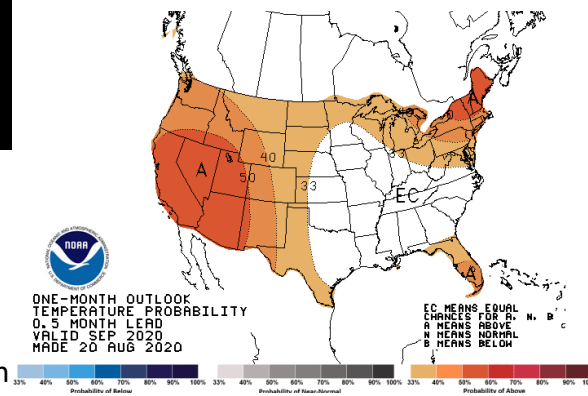 A
40
50
33
EC
A
A
NOAA
ONE-MONTH OUTLOOK
TEMPERATURE PROBABILITY
0.5 MONTH LEAD
VALID SEP 2020
MADE 20 AUG 2020
EC MEANS EQUAL
CHANCES FOR A, N, B
A MEANS ABOVE
N MEANS NORMAL
B MEANS BELOW
33% 40% 50% 60% 70% 80% 90% 100%
Probability of Below
33% 40% 50% 60% 70% 80% 90% 100%
Probability of Near-Normal
33% 40% 50% 60% 70% 80% 90% 100%
Probability of Above